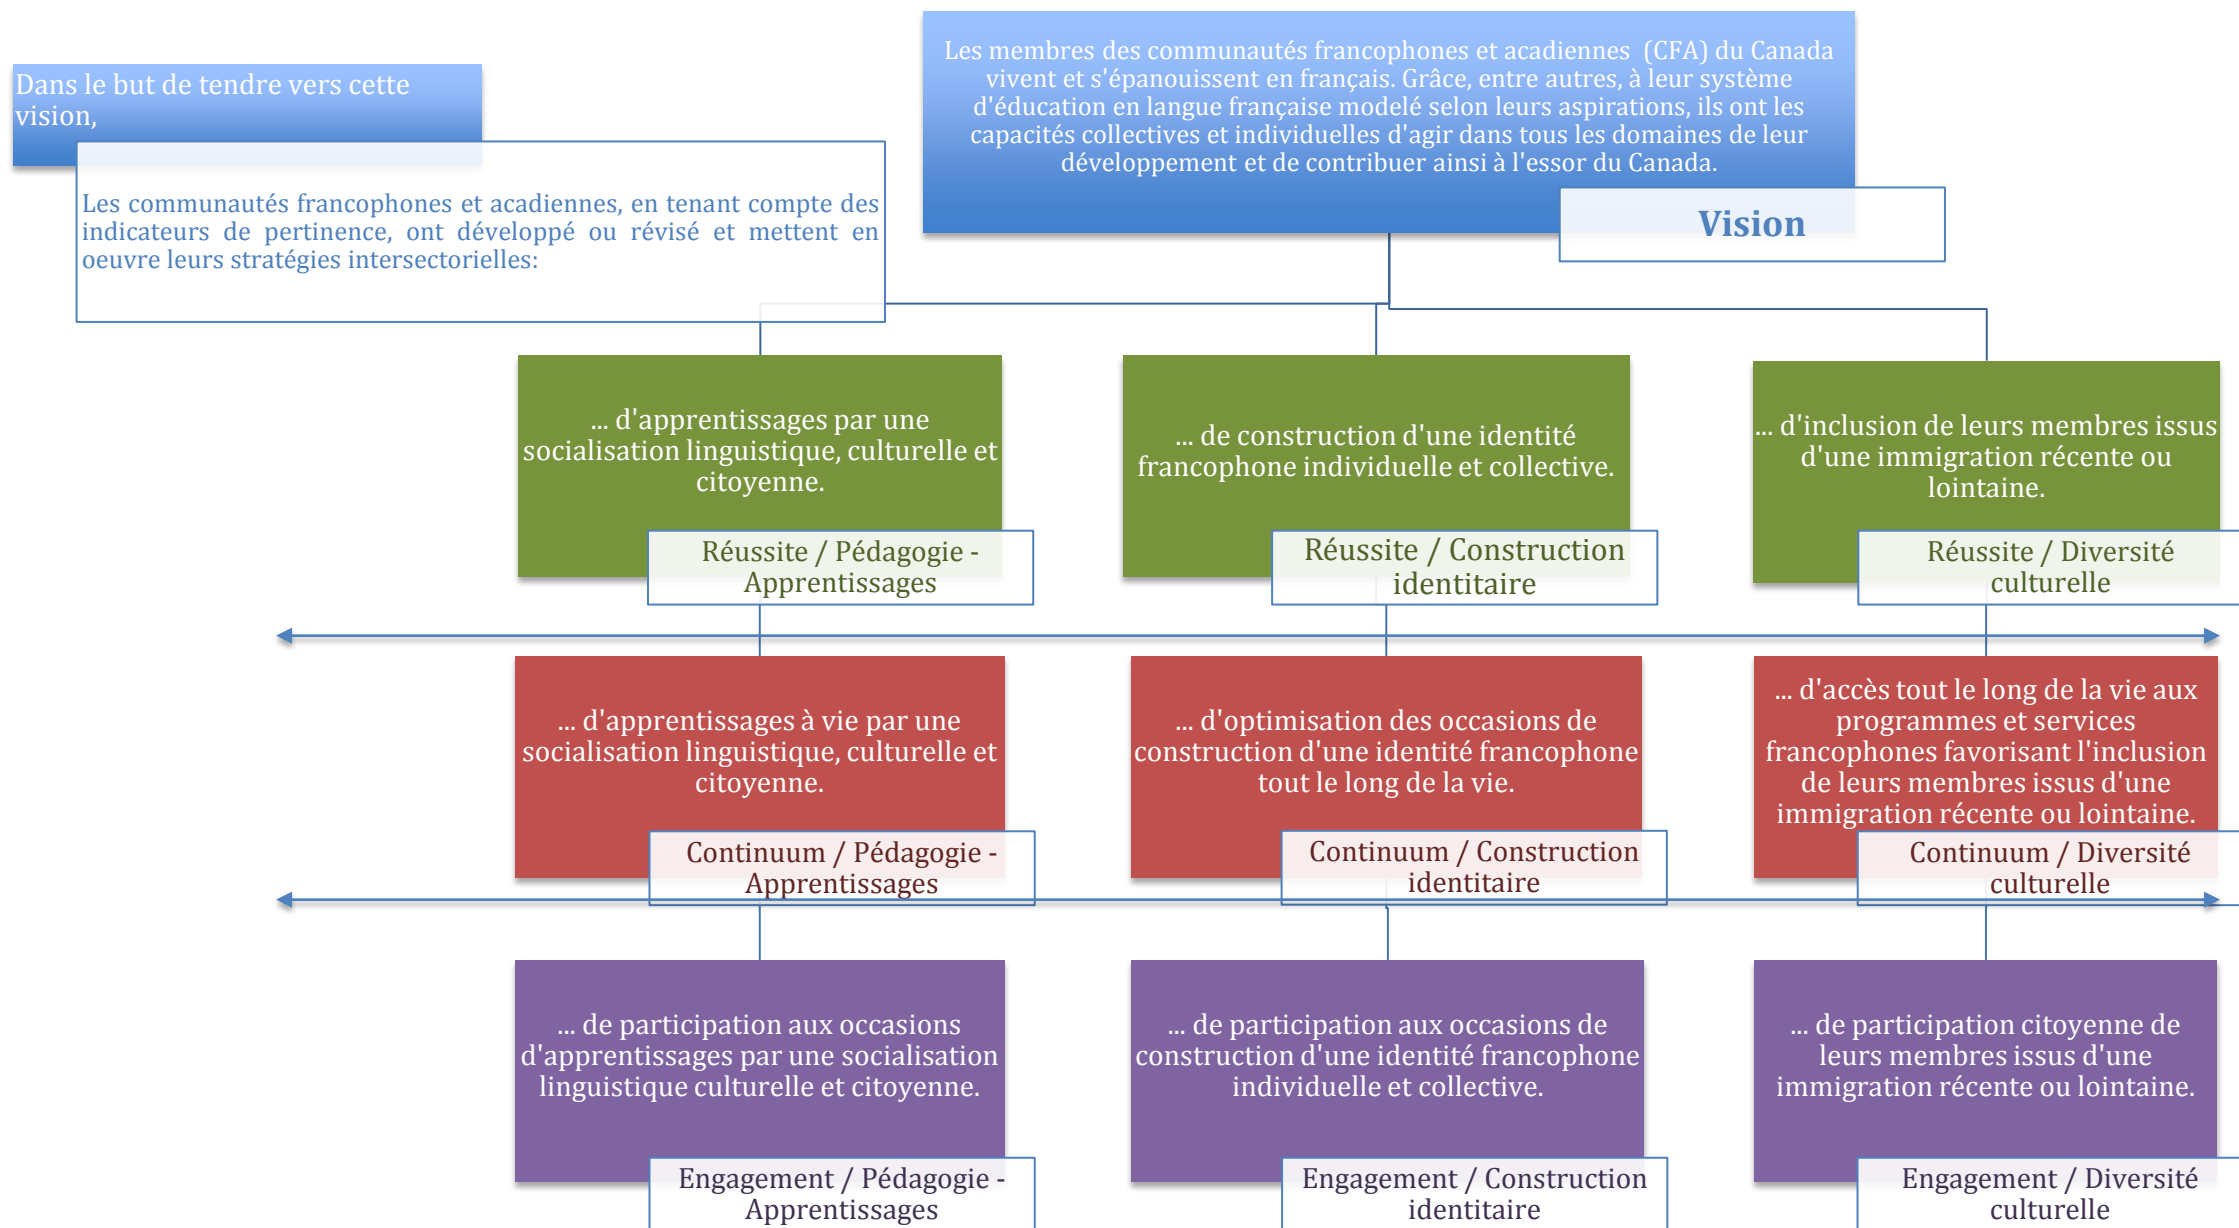 Dans le but de tendre vers cette
vision,
Les communautés francophones et acadiennes, en tenant compte des
indicateurs de pertinence, ont développé ou révisé et mettent en
oeuvre leurs stratégies intersectorielles:
Les membres des communautés francophones et acadiennes (CFA) du Canada
vivent et s'épanouissent en français. Grâce, entre autres, à leur système
d'éducation en langue française modelé selon leurs aspirations, ils ont les
capacités collectives et individuelles d'agir dans tous les domaines de leur
développement et de contribuer ainsi à l'essor du Canada.
Vision
... d'apprentissages par une
socialisation linguistique, culturelle et
citoyenne.
Réussite / Pédagogie -
Apprentissages
... de construction d'une identité
francophone individuelle et collective.
Réussite / Construction
identitaire
... d'inclusion de leurs membres issus
d'une immigration récente ou
lointaine.
Réussite / Diversité
culturelle
... d'apprentissages à vie par une
socialisation linguistique, culturelle et
citoyenne.
Continuum / Pédagogie -
Apprentissages
... d'optimisation des occasions de
construction d'une identité francophone
tout le long de la vie.
Continuum / Construction
identitaire
... d'accès tout le long de la vie aux
programmes et services
francophones favorisant l'inclusion
de leurs membres issus d'une
immigration récente ou lointaine.
Continuum / Diversité
culturelle
... de participation aux occasions
d'apprentissages par une socialisation
linguistique culturelle et citoyenne.
Engagement / Pédagogie -
Apprentissages
... de participation aux occasions de
construction d'une identité francophone
individuelle et collective.
Engagement / Construction
identitaire
... de participation citoyenne de
leurs membres issus d'une
immigration récente ou lointaine.
Engagement / Diversité
culturelle